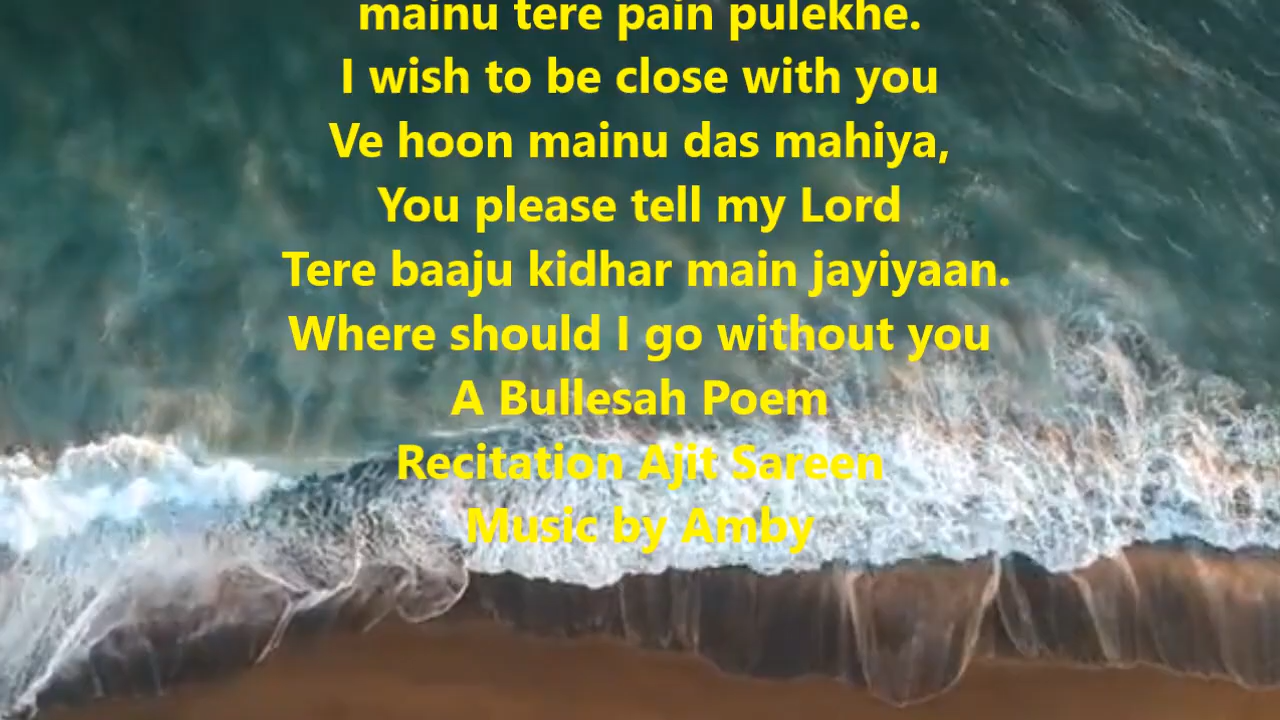 mainu tere pain pulekhe.
I wish to be close with you
Ve hoon mainu das mahiya,
You please tell my Lord
Tere baaju kidhar main jayiyaan.
Where should I go without you
A Bullesah Poem
Recitation Ajit Sareen
Music by Amby